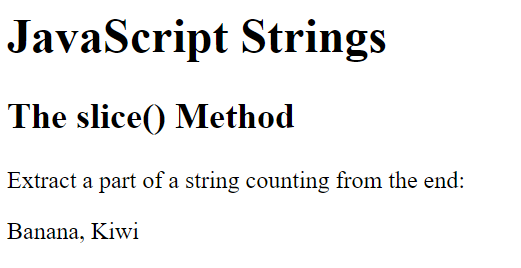 JavaScript Strings
The slice() Method
Extract a part of a string counting from the end:
Banana, Kiwi